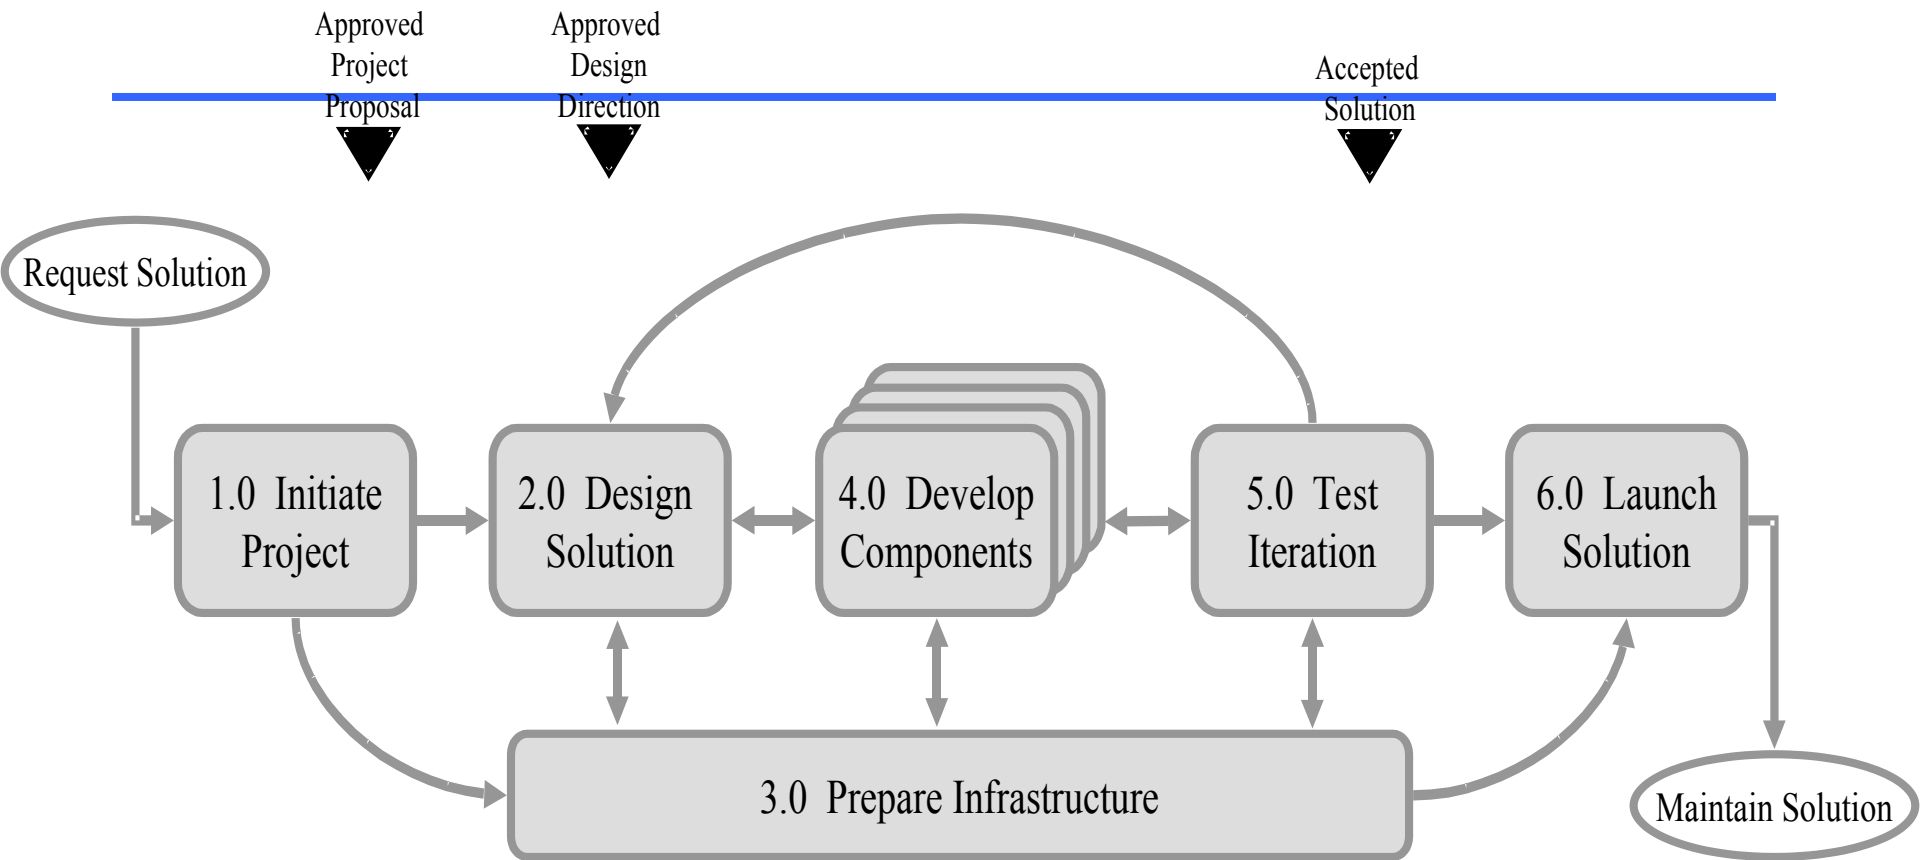 Approved
Project
Proposal
Approved
Design
Direction
Accepted
Solution
Request Solution
1.0 Initiate
Project
2.0 Design
Solution
4.0 Develop
Components
5.0 Test
Iteration
6.0 Launch
Solution
3.0 Prepare Infrastructure
Maintain Solution